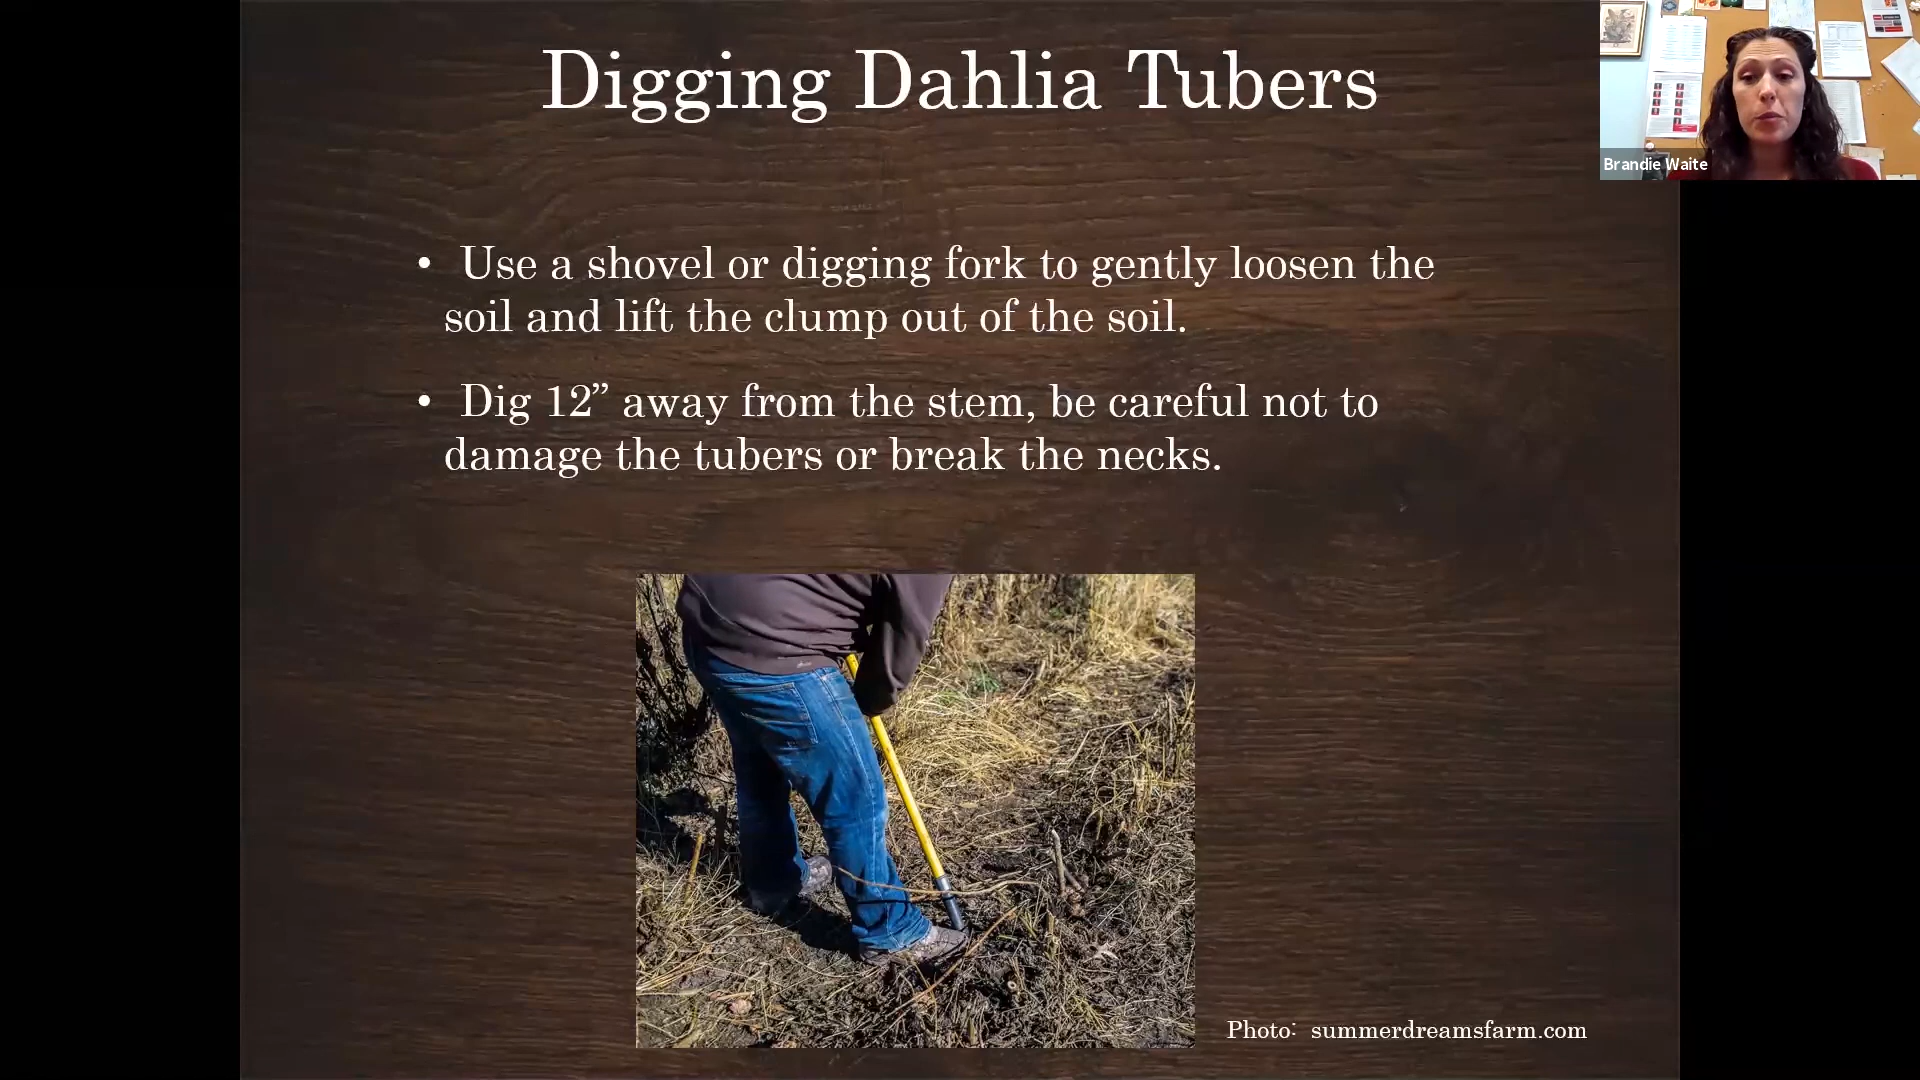 Digging Dahlia Tubers
Brandie Waite
• Use a shovel or digging fork to gently loosen the
soil and lift the clump out of the soil.
• Dig 12” away from the stem, be careful not to
damage the tubers or break the necks.
Photo: summerdreamsfarm.com